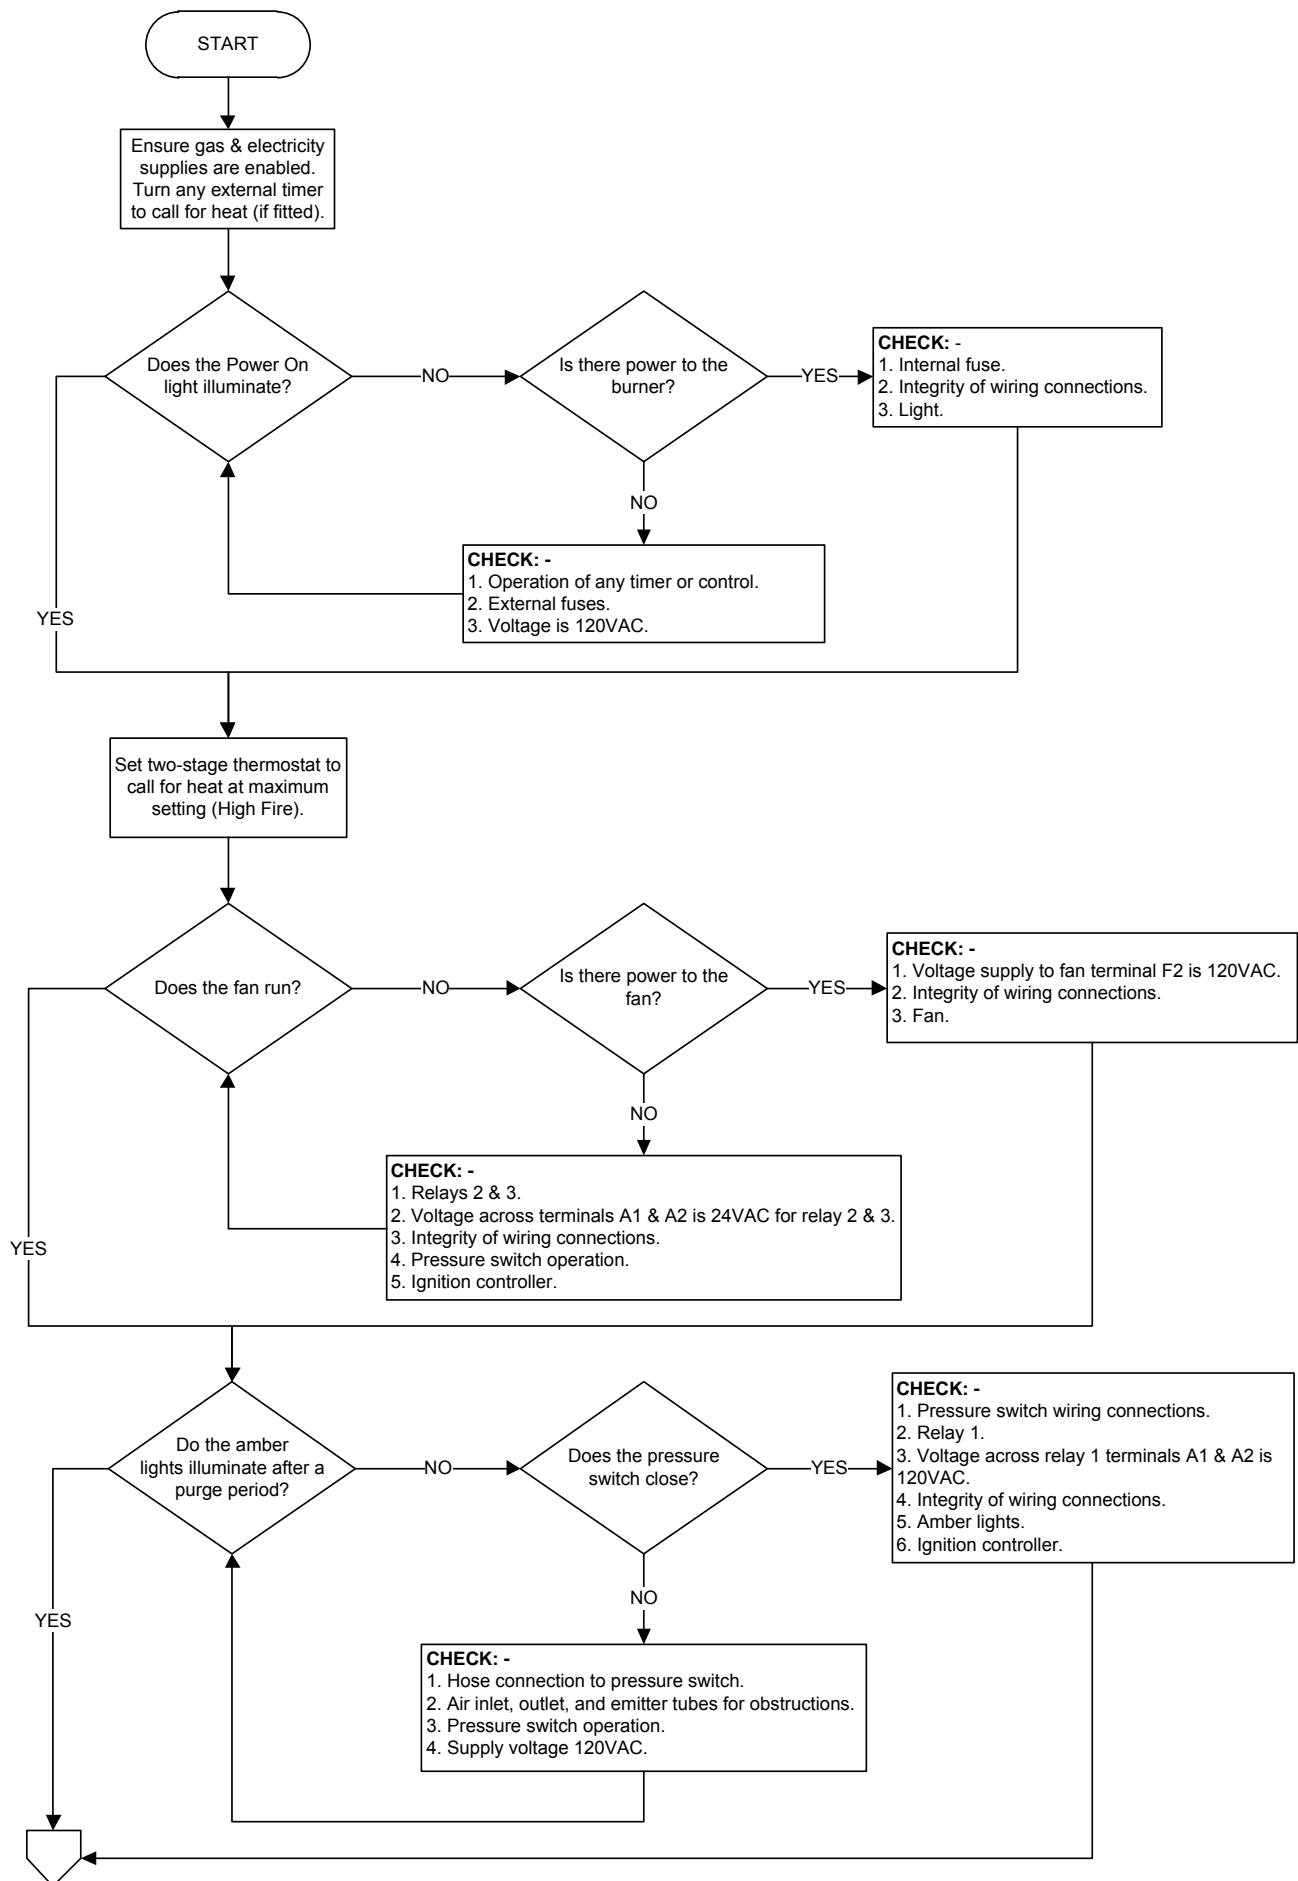 START
Ensure gas & electricity
supplies are enabled.
Turn any external timer
to call for heat (if fitted).
Does the Power On
light illuminate?
NO
Is there power to the
burner?
YES
CHECK: -
1. Internal fuse.
2. Integrity of wiring connections.
3. Light.
NO
CHECK: -
1. Operation of any timer or control.
2. External fuses.
3. Voltage is 120VAC.
YES
Set two-stage thermostat to
call for heat at maximum
setting (High Fire).
Does the fan run?
NO
Is there power to the
fan?
YES
CHECK: -
1. Voltage supply to fan terminal F2 is 120VAC.
2. Integrity of wiring connections.
3. Fan.
NO
CHECK: -
1. Relays 2 & 3.
2. Voltage across terminals A1 & A2 is 24VAC for relay 2 & 3.
3. Integrity of wiring connections.
4. Pressure switch operation.
5. Ignition controller.
YES
Do the amber
lights illuminate after a
purge period?
NO
Does the pressure
switch close?
YES
CHECK: -
1. Pressure switch wiring connections.
2. Relay 1.
3. Voltage across relay 1 terminals A1 & A2 is
120VAC.
4. Integrity of wiring connections.
5. Amber lights.
6. Ignition controller.
NO
CHECK: -
1. Hose connection to pressure switch.
2. Air inlet, outlet, and emitter tubes for obstructions.
3. Pressure switch operation.
4. Supply voltage 120VAC.
YES